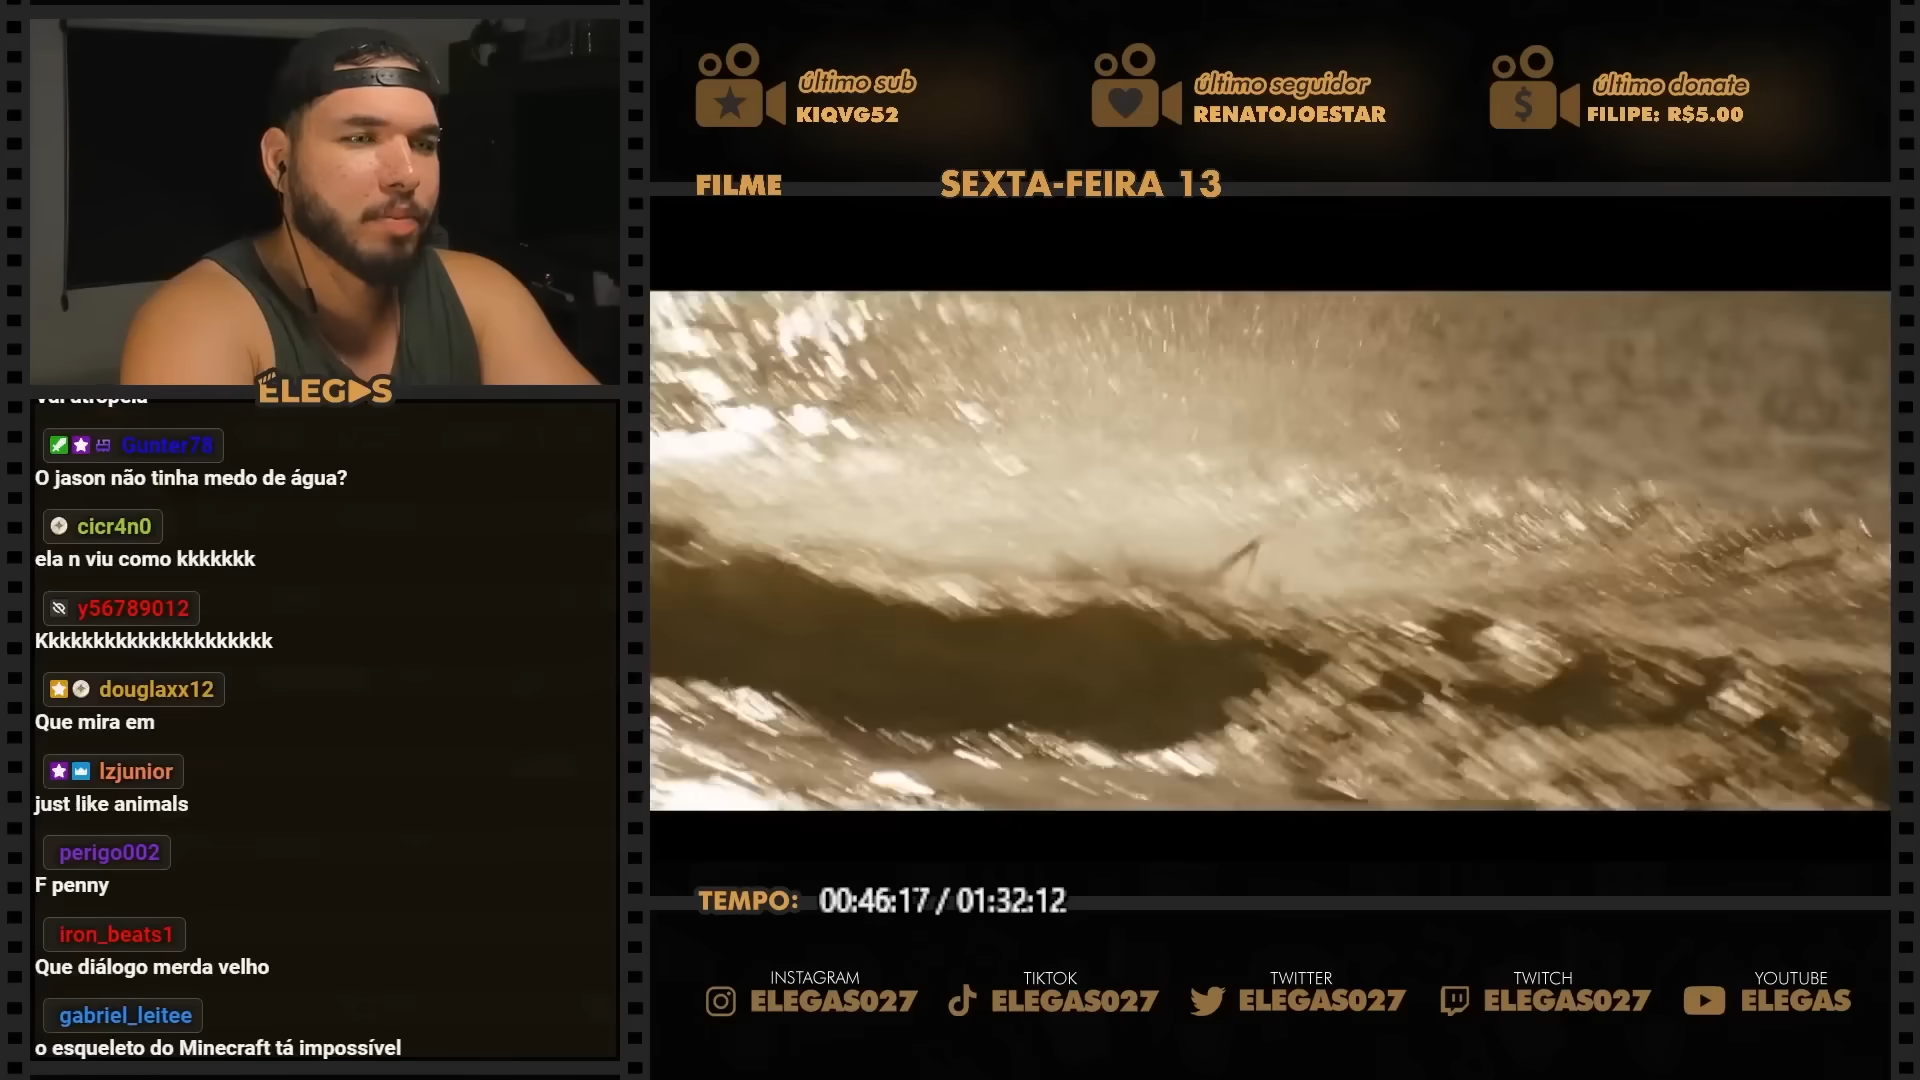 último sub
KIQVG52
último seguidor
RENATOJOESTAR
último donate
FILIPE: R$5.00
FILME
SEXTA-FEIRA 13
ELEGAS
Vai atropela
Gunter78
O jason não tinha medo de água?
cicr4n0
ela n viu como kkkkkkk
y56789012
Kkkkkkkkkkkkkkkkkkkkk
douglaxx12
Que mira em
lzjunior
just like animals
perigo002
F penny
iron_beats1
Que diálogo merda velho
gabriel_leitee
o esqueleto do Minecraft tá impossível
TEMPO: 00:46:17 / 01:32:12
INSTAGRAM
ELEGAS027
TIKTOK
ELEGAS027
TWITTER
ELEGAS027
TWITCH
ELEGAS027
YOUTUBE
ELEGAS